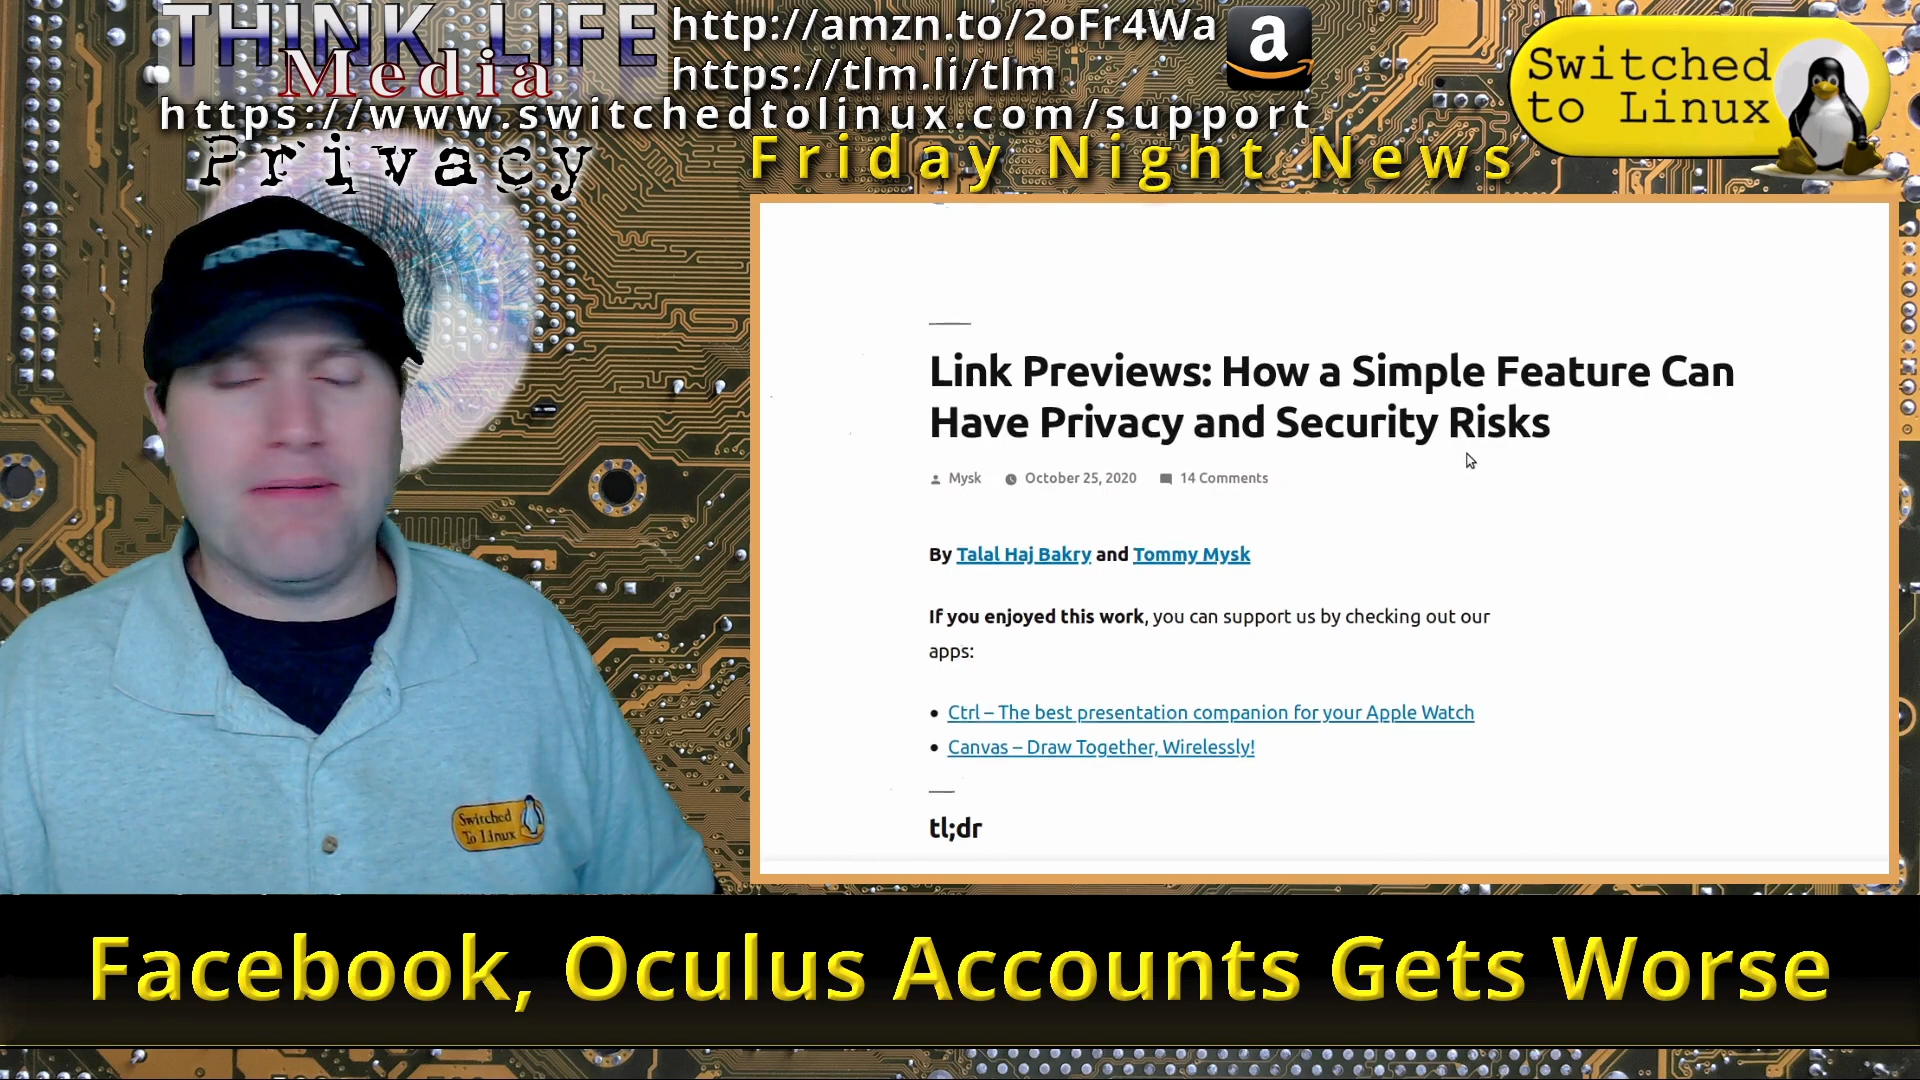 THINK LIFE
Media
http://amzn.to/2oFr4Wa
https://tlm.li/tlm
https://www.switchedtolinux.com/support
a
Switched
to Linux
Privacy
Friday Night News
Link Previews: How a Simple Feature Can
Have Privacy and Security Risks
Mysk October 25, 2020 14 Comments
By Talal Haj Bakry and Tommy Mysk
If you enjoyed this work, you can support us by checking out our
apps:
• Ctrl – The best presentation companion for your Apple Watch
• Canvas – Draw Together, Wirelessly!
tl;dr
Switched
To Linux
Facebook, Oculus Accounts Gets Worse